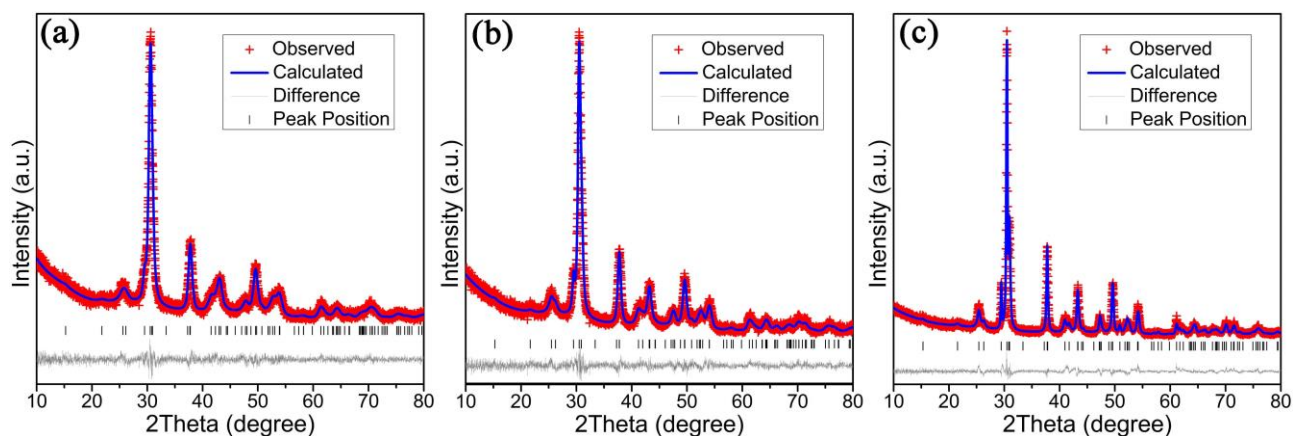 (a)
Observed
Calculated
Difference
Peak Position
Intensity (a.u.)
10 20 30 40 50 60 70 80
2Theta (degree)
(b)
Observed
Calculated
Difference
Peak Position
Intensity (a.u.)
10 20 30 40 50 60 70 80
2Theta (degree)
(c)
Observed
Calculated
Difference
Peak Position
Intensity (a.u.)
10 20 30 40 50 60 70 80
2Theta (degree)